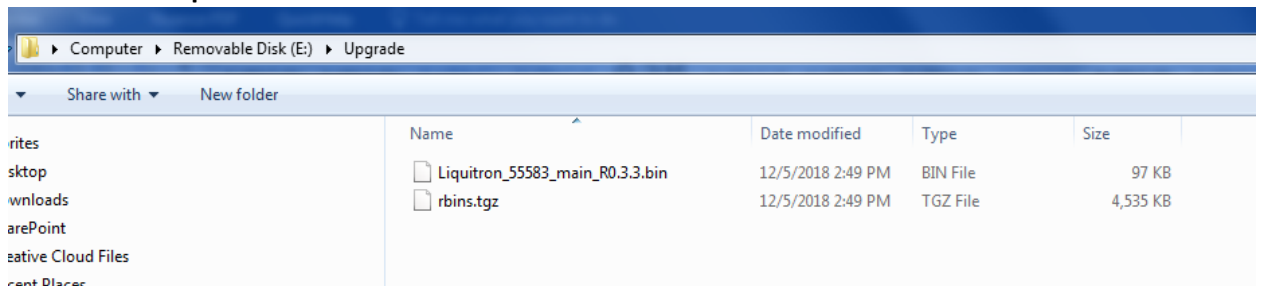 Computer Removable Disk (E:) Upgrade
Share with New folder
Name Date modified Type Size
rites
sktop
wnloads
arePoint
eative Cloud Files
cent Places
Liquitron_55583_main_R0.3.3.bin 12/5/2018 2:49 PM BIN File 97 KB
rbins.tgz 12/5/2018 2:49 PM TGZ File 4,535 KB